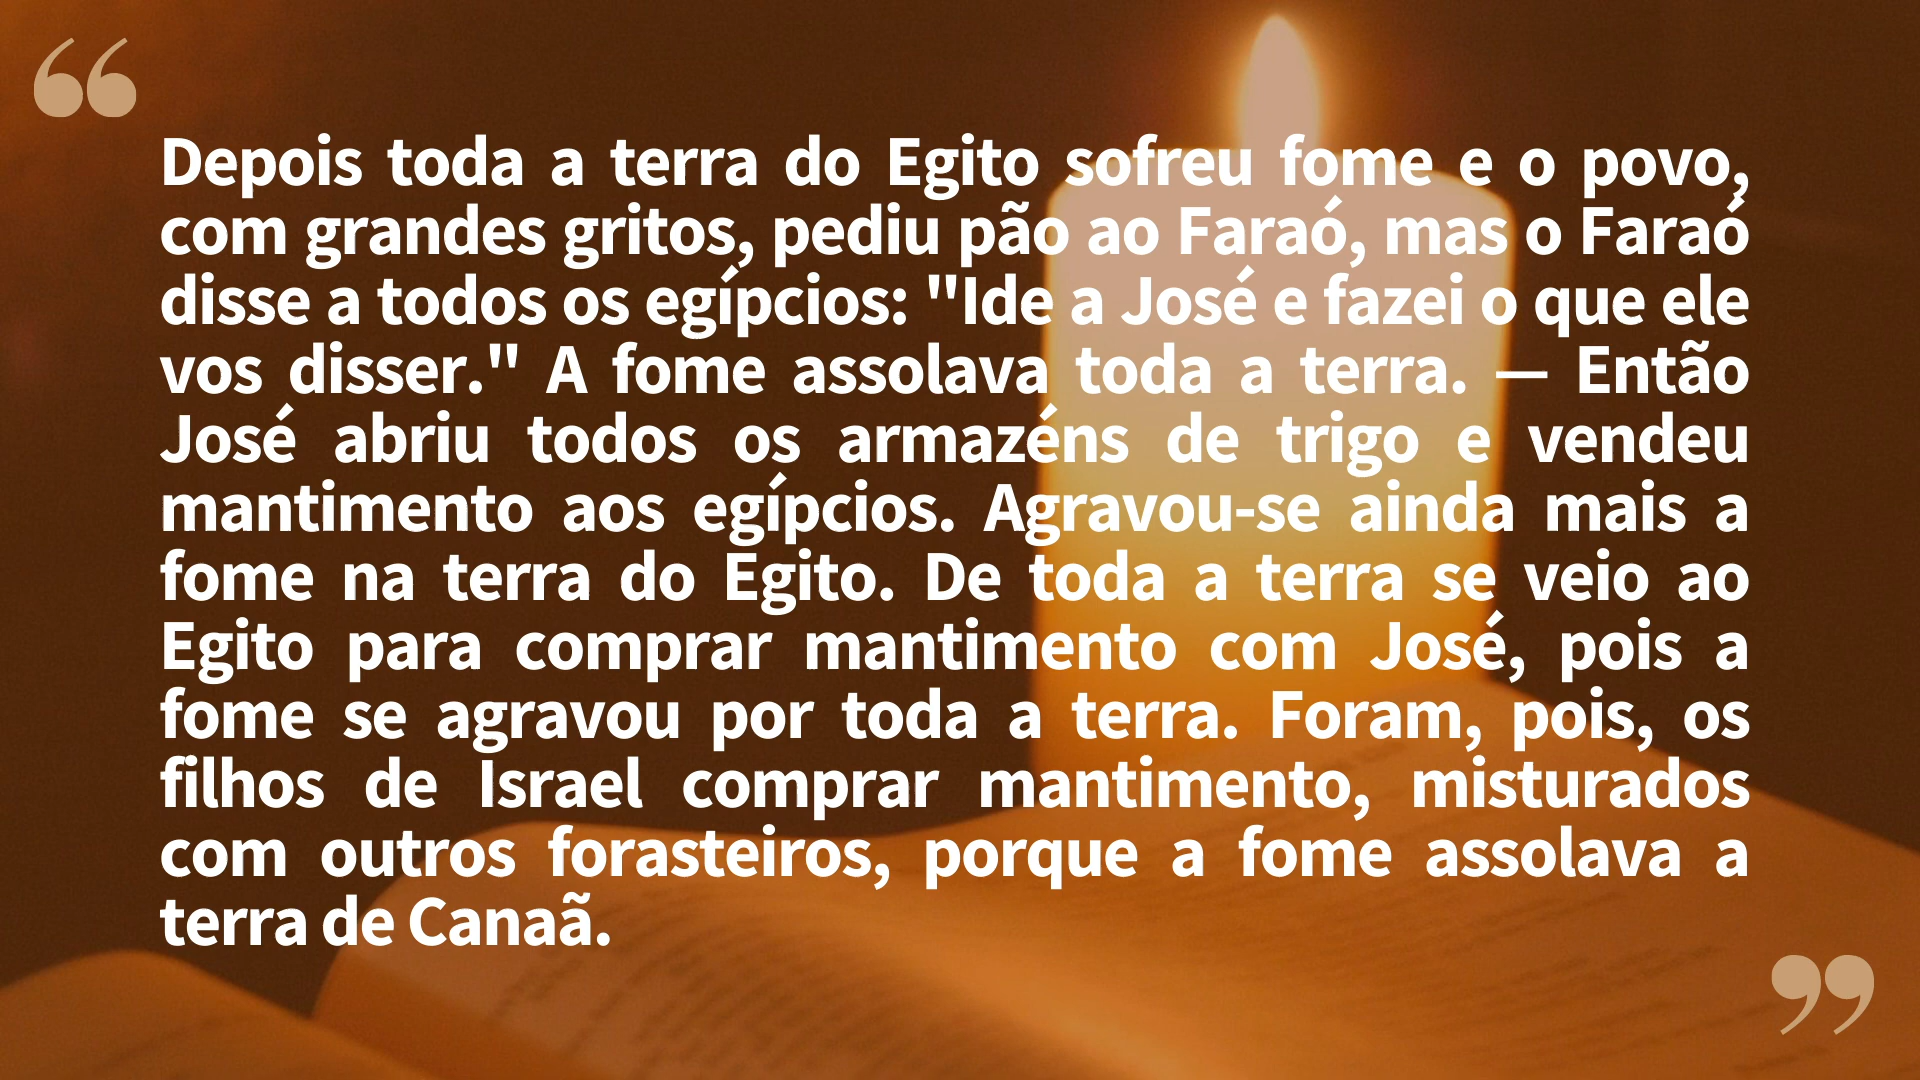 “
Depois toda a terra do Egito sofreu fome e o povo,
com grandes gritos, pediu pão ao Faraó, mas o Faraó
disse a todos os egípcios: "Ide a José e fazei o que ele
vos disser." A fome assolava toda a terra. — Então
José abriu todos os armazéns de trigo e vendeu
mantimento aos egípcios. Agravou-se ainda mais a
fome na terra do Egito. De toda a terra se veio ao
Egito para comprar mantimento com José, pois a
fome se agravou por toda a terra. Foram, pois, os
filhos de Israel comprar mantimento, misturados
com outros forasteiros, porque a fome assolava a
terra de Canaã.
”